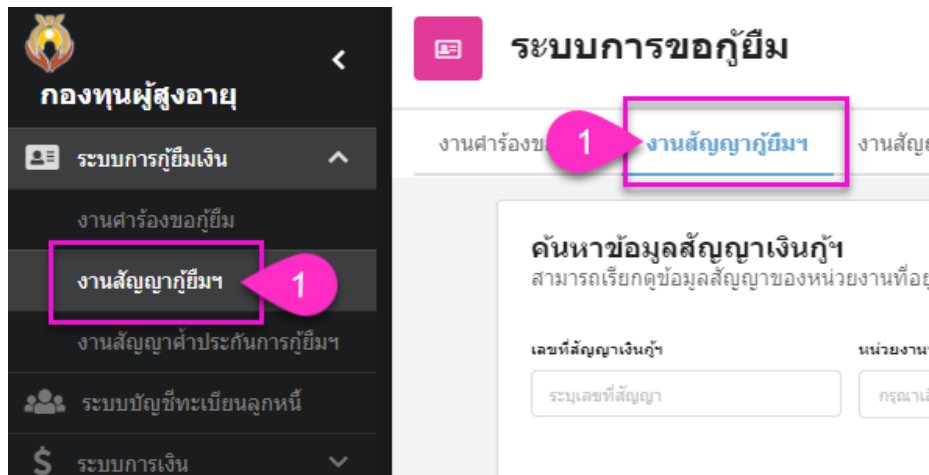 กองทุนผู้สูงอายุ
ระบบการกู้ยืมเงิน
งานคำร้องขอกู้ยืม
งานสัญญากู้ยืมฯ
1
งานสัญญาค้ำประกันการกู้ยืมฯ
ระบบบัญชีทะเบียนลูกหนี้
ระบบการเงิน
ระบบการขอกู้ยืม
1 งานสัญญากู้ยืมฯ
ค้นหาข้อมูลสัญญาเงินกู้ฯ
สามารถเรียกดูข้อมูลสัญญาของหน่วยงานที่
เลขที่สัญญาเงินกู้ฯ
ระบุเลขที่สัญญา